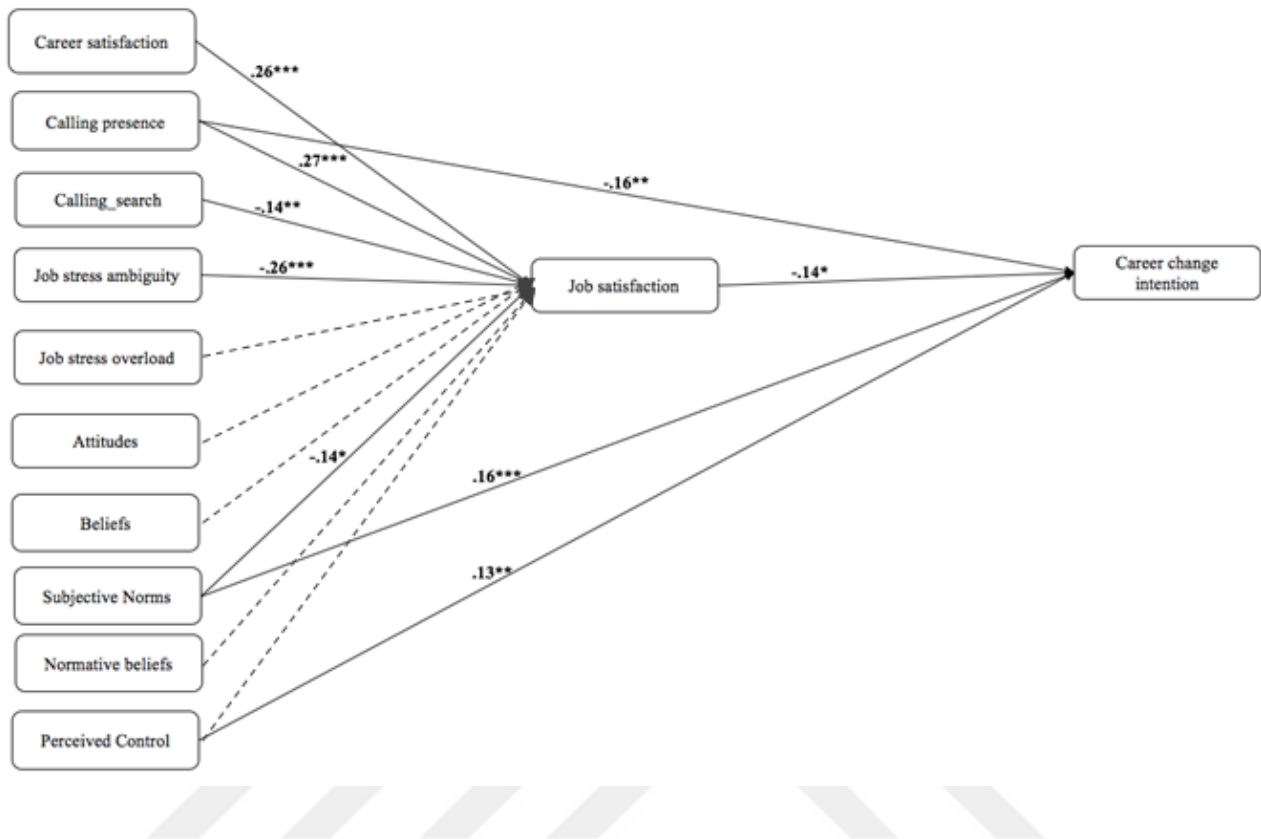 Career satisfaction
.26***
Calling presence
.27***
-.16**
Calling_search
-.14**
Job stress ambiguity
-.26***
Job satisfaction
-.14*
Career change
intention
Job stress overload
Attitudes
-.14*
.16***
Beliefs
Subjective Norms
.13**
Normative beliefs
Perceived Control